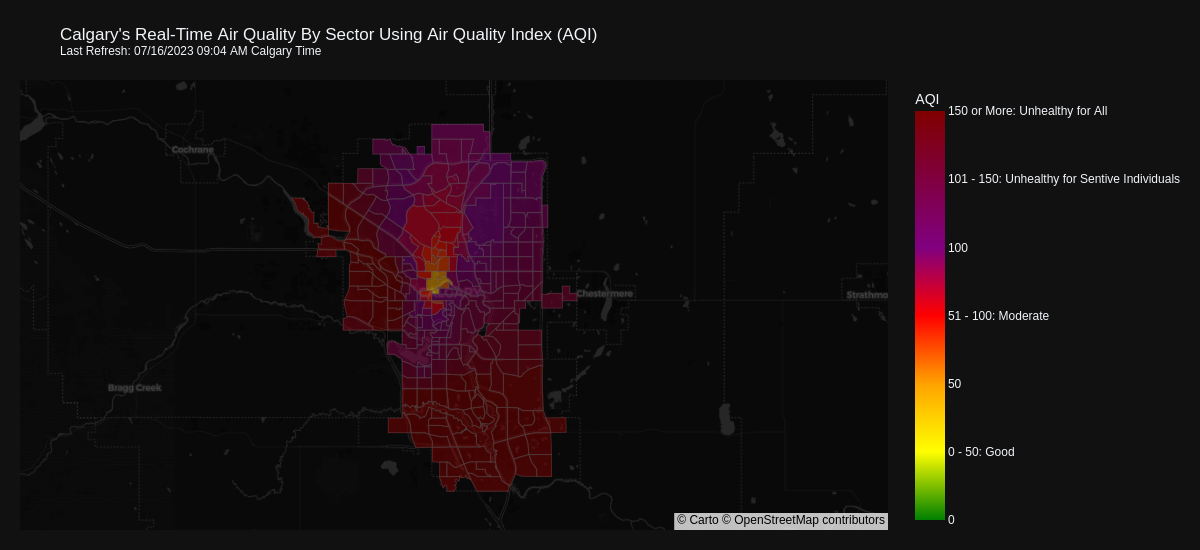 Calgary's Real-Time Air Quality By Sector Using Air Quality Index (AQI)
Last Refresh: 07/16/2023 09:04 AM Calgary Time
AQI
150 or More: Unhealthy for All
101 - 150: Unhealthy for Sentive Individuals
100
51 - 100: Moderate
50
0 - 50: Good
0
Cochrane
Chestermere
Strathmo
Bragg Creek
© Carto © OpenStreetMap contributors